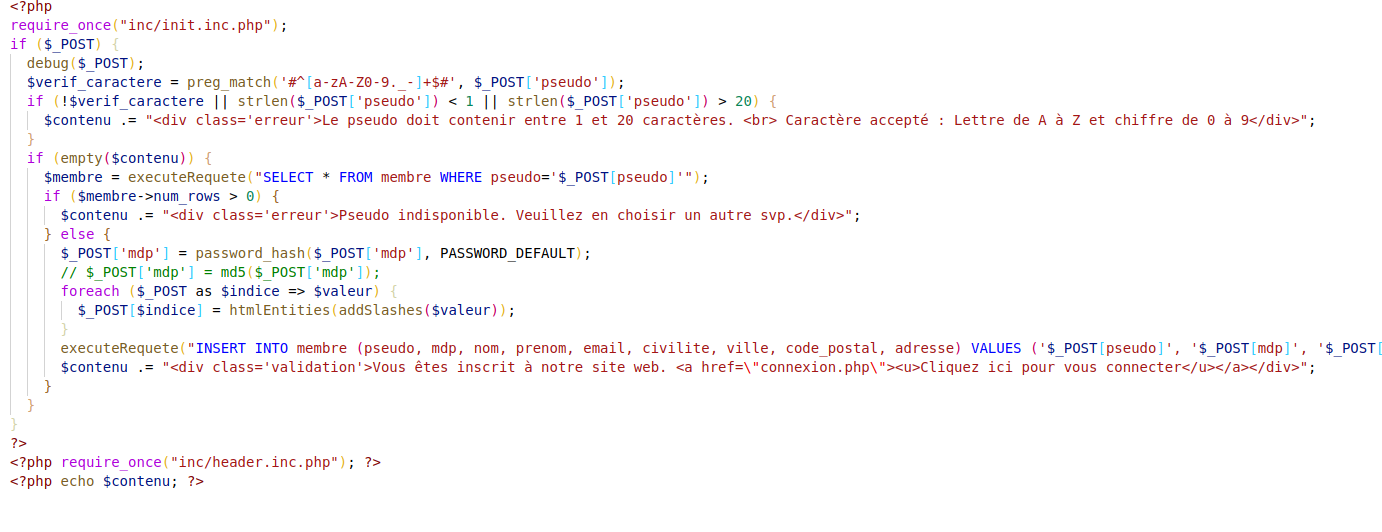 <?php
require_once("inc/init.inc.php");
if ($_POST) {
debug($_POST);
$verif_caractere = preg_match('#^[a-zA-Z0-9._-]+$#', $_POST['pseudo']);
if (!$verif_caractere || strlen($_POST['pseudo']) < 1 || strlen($_POST['pseudo']) > 20) {
$contenu .= "<div class='erreur'>Le pseudo doit contenir entre 1 et 20 caractères. <br> Caractère accepté : Lettre de A à Z et chiffre de 0 à 9</div>";
}
if (empty($contenu)) {
$membre = executeRequete("SELECT * FROM membre WHERE pseudo='$_POST[pseudo]'");
if ($membre->num_rows > 0) {
$contenu .= "<div class='erreur'>Pseudo indisponible. Veuillez en choisir un autre svp.</div>";
} else {
$_POST['mdp'] = password_hash($_POST['mdp'], PASSWORD_DEFAULT);
// $_POST['mdp'] = md5($_POST['mdp']);
foreach ($_POST as $indice => $valeur) {
$_POST[$indice] = htmlEntities(addSlashes($valeur));
}
executeRequete("INSERT INTO membre (pseudo, mdp, nom, prenom, email, civilite, ville, code_postal, adresse) VALUES ('$_POST[pseudo]', '$_POST[mdp]', '$_POST[
$contenu .= "<div class='validation'>Vous êtes inscrit à notre site web. <a href=\"connexion.php\"><u>Cliquez ici pour vous connecter</u></a></div>";
}
}
}
?>
<?php require_once("inc/header.inc.php"); ?>
<?php echo $contenu; ?>